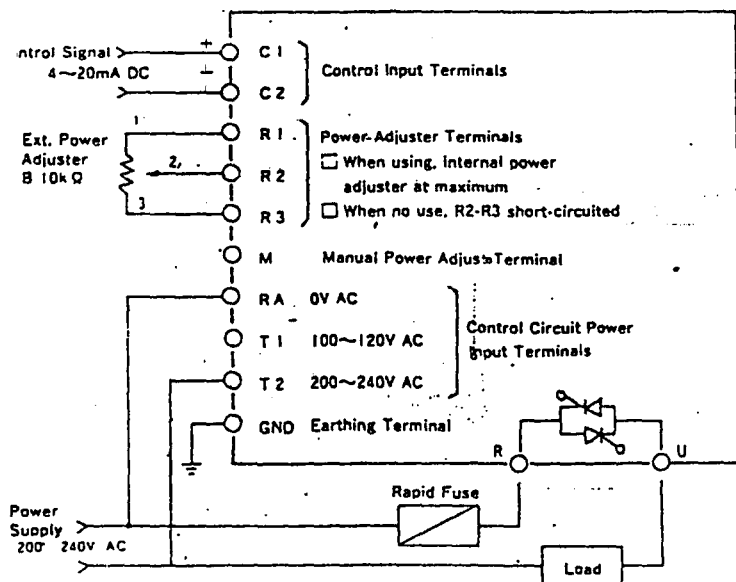 ntrol Signal
4～20mA DC
+
−
C1
C2
Control Input Terminals
Ext. Power
Adjuster
B 10kΩ
1
2
3
R1
R2
R3
Power-Adjuster Terminals
When using, internal power
adjuster at maximum
When no use, R2-R3 short-circuited
M Manual Power Adjust Terminal
RA 0V AC
T1 100～120V AC
T2 200～240V AC
Control Circuit Power
Input Terminals
GND Earthing Terminal
R
U
Rapid Fuse
Power
Supply
200 240V AC
Load